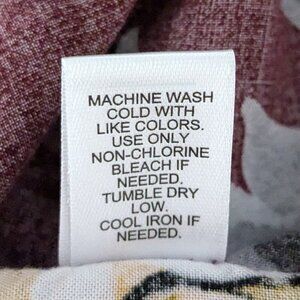 MACHINE WASH
COLD WITH
LIKE COLORS.
USE ONLY
NON-CHLORINE
BLEACH IF
NEEDED.
TUMBLE DRY
LOW.
COOL IRON IF
NEEDED.